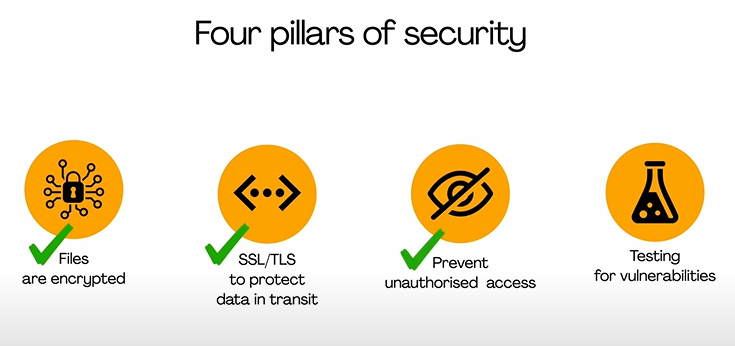 Four pillars of security
Files
are encrypted
SSL/TLS
to protect
data in transit
Prevent
unauthorised access
Testing
for vulnerabilities